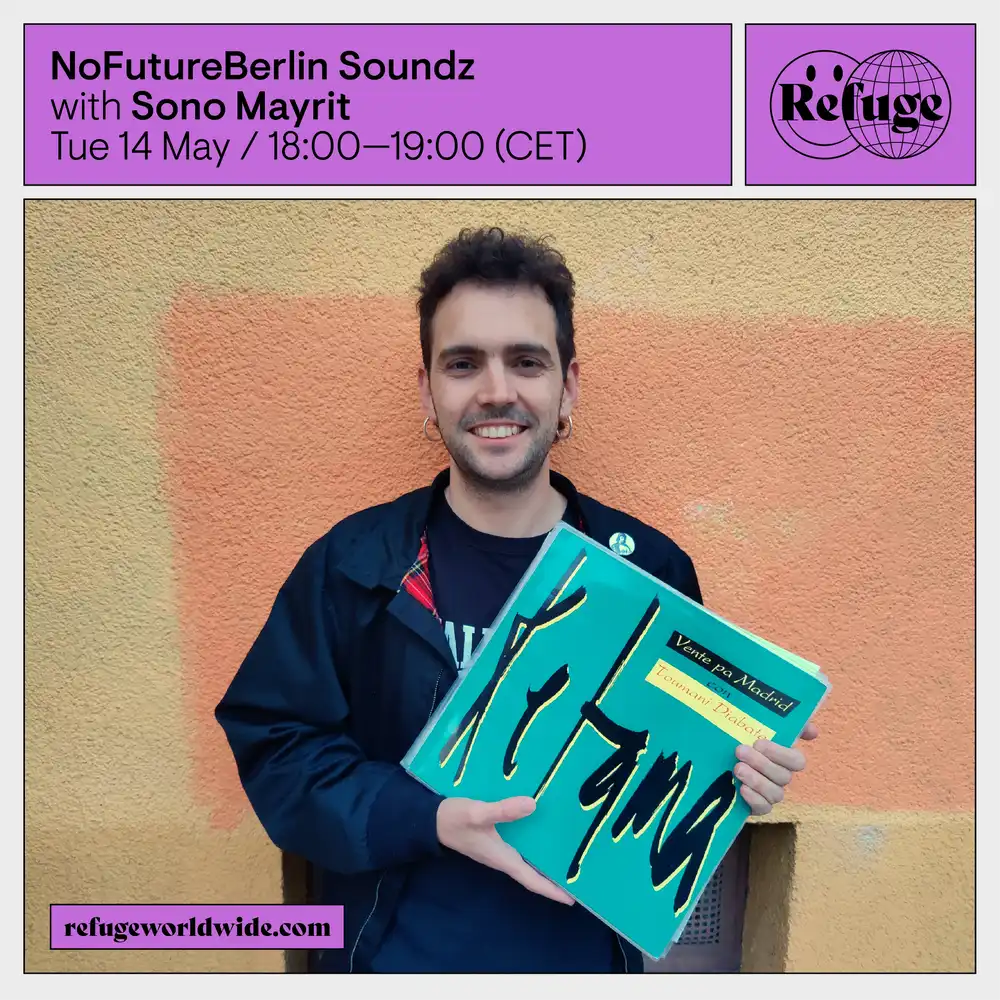 NoFutureBerlin Soundz
with Sono Mayrit
Tue 14 May / 18:00—19:00 (CET)
Refuge
Vente pa Madrid
con
Toumani Diabate
Ketama
refugeworldwide.com